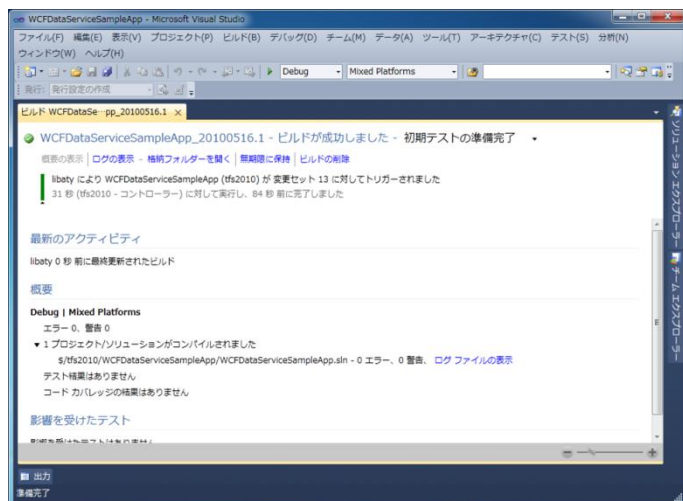 WCFDataServiceSampleApp - Microsoft Visual Studio
ファイル(F) 編集(E) 表示(V) プロジェクト(P) ビルド(B) デバッグ(D) チーム(M) データ(A) ツール(T) アーキテクチャ(C) テスト(S) 分析(N)
ウィンドウ(W) ヘルプ(H)
Debug Mixed Platforms
発行: 発行設定の作成
ビルド WCFDataSe…pp_20100516.1
WCFDataServiceSampleApp_20100516.1 - ビルドが成功しました - 初期テストの準備完了
概要の表示 | ログの表示 - 格納フォルダーを開く | 無期限に保持 | ビルドの削除
libaty により WCFDataServiceSampleApp (tfs2010) が 変更セット 13 に対してトリガーされました
31 秒 (tfs2010 - コントローラー) に対して実行し、84 秒 前に完了しました
最新のアクティビティ
libaty 0 秒 前に最終更新されたビルド
概要
Debug | Mixed Platforms
エラー 0、警告 0
1 プロジェクト/ソリューションがコンパイルされました
$/tfs2010/WCFDataServiceSampleApp/WCFDataServiceSampleApp.sln - 0 エラー、0 警告、 ログ ファイルの表示
テスト結果はありません
コード カバレッジの結果はありません
影響を受けたテスト
影響を受けたテストはありません
ソリューション エクスプローラー
チーム エクスプローラー
出力
準備完了